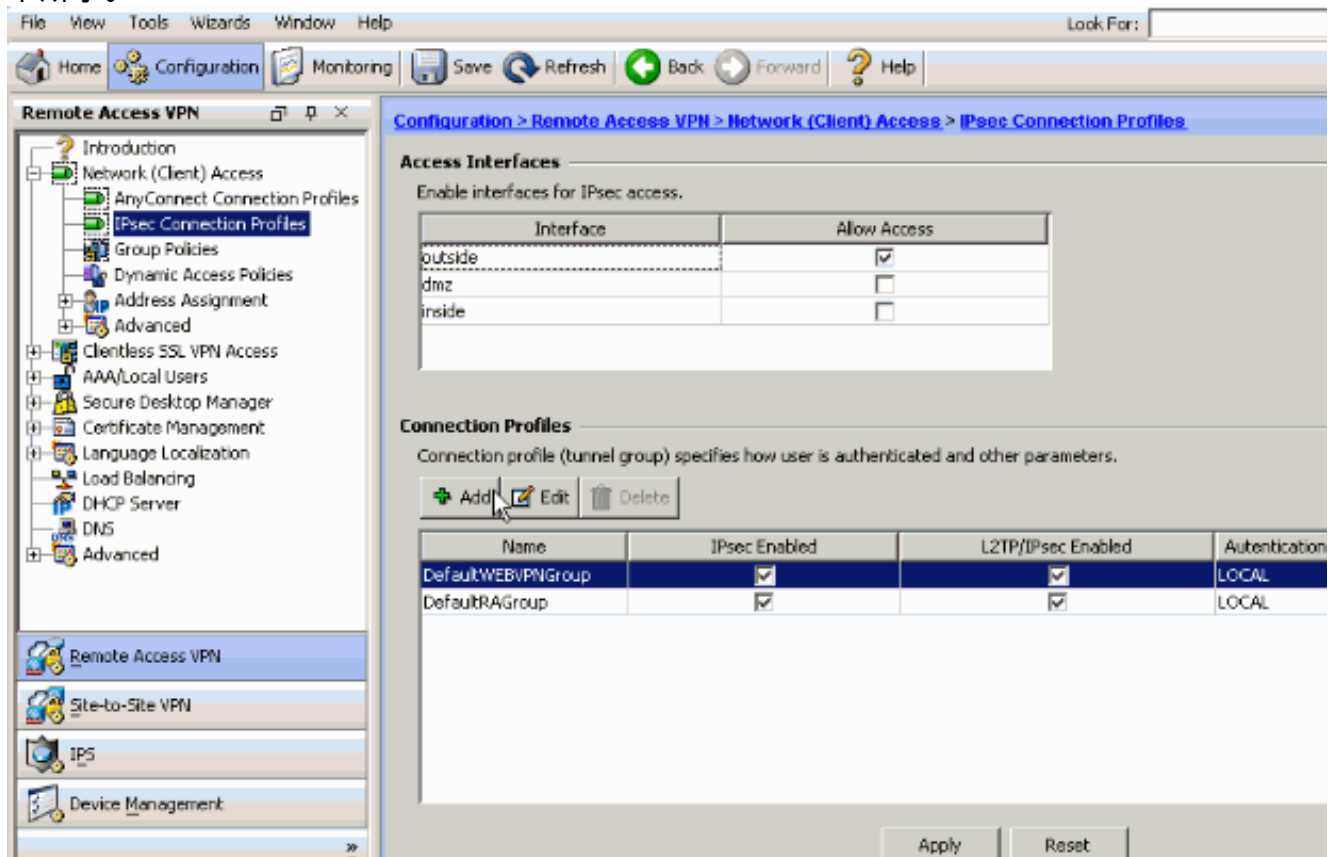 File View Tools Wizards Window Help Look For:
Home Configuration Monitoring Save Refresh Back Forward Help
Remote Access VPN
Introduction
Network (Client) Access
AnyConnect Connection Profiles
IPsec Connection Profiles
Group Policies
Dynamic Access Policies
Address Assignment
Advanced
Clientless SSL VPN Access
AAA/Local Users
Secure Desktop Manager
Certificate Management
Language Localization
Load Balancing
DHCP Server
DNS
Advanced
Remote Access VPN
Site-to-Site VPN
IPS
Device Management
Configuration > Remote Access VPN > Network (Client) Access > IPsec Connection Profiles
Access Interfaces
Enable interfaces for IPsec access.
Interface Allow Access
outside
dmz
inside
Connection Profiles
Connection profile (tunnel group) specifies how user is authenticated and other parameters.
Add Edit Delete
Name IPsec Enabled L2TP/IPsec Enabled Autentication
DefaultWEBVPNGroup LOCAL
DefaultRAGroup LOCAL
Apply Reset